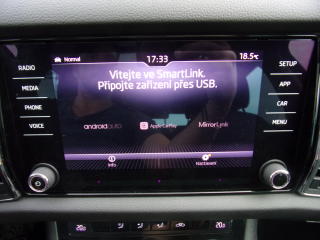 Normal 17:33 18.5°C
RADIO
MEDIA
PHONE
VOICE
Vítejte ve SmartLink.
Připojte zařízení přes USB.
androidauto Apple CarPlay MirrorLink
Info Nastavení
SETUP
APP
CAR
MENU